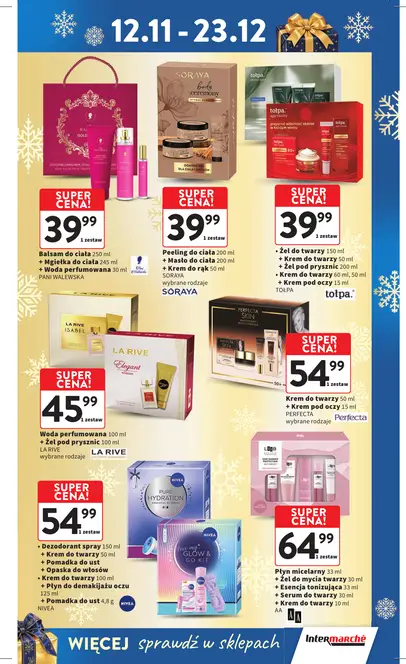 12.11 - 23.12
SUPER
CENA!
39 99
1 zestaw
Balsam do ciała 250 ml
+ Mgiełka do ciała 245 ml
+ Woda perfumowana 30 ml
PANI WALEWSKA
SORAYA
body
ceremony
SUPER
CENA!
39 99
1 zestaw
Peeling do ciała 200 ml
+ Masło do ciała 200 ml
+ Krem do rąk 50 ml
SORAYA
wybrane rodzaje
SORAYA
tołpa.
tołpa.
SUPER
CENA!
39 99
1 zestaw
• Żel do twarzy 150 ml
+ Krem do twarzy 50 ml
+ Żel pod prysznic 200 ml
• Krem do twarzy 60 ml, 50 ml
+ Krem pod oczy 15 ml
TOŁPA
tołpa.
LA RIVE
ISABEL
LA RIVE
Elegant
SUPER
CENA!
45 99
1 zestaw
Woda perfumowana 100 ml
+ Żel pod prysznic 100 ml
LA RIVE
wybrane rodzaje
LA RIVE
PERFECTA
SKIN
SUPER
CENA!
54 99
1 zestaw
Krem do twarzy 50 ml
+ Krem pod oczy 15 ml
PERFECTA
wybrane rodzaje
Perfecta
SUPER
CENA!
54 99
1 zestaw
• Dezodorant spray 150 ml
+ Krem do twarzy 50 ml
+ Pomadka do ust
+ Opaska do włosów
• Krem do twarzy 100 ml
+ Płyn do demakijażu oczu
125 ml
+ Pomadka do ust 4,8 g
NIVEA
NIVEA
PURE
HYDRATION
NIVEA
GLOW &
GO KIT
NIVEA
AA
SUPER
CENA!
64 99
1 zestaw
Płyn micelarny 33 ml
+ Żel do mycia twarzy 30 ml
+ Esencja tonizująca 33 ml
+ Serum do twarzy 30 ml
+ Krem do twarzy 10 ml
AA
AA
WIĘCEJ sprawdź w sklepach
Intermarché